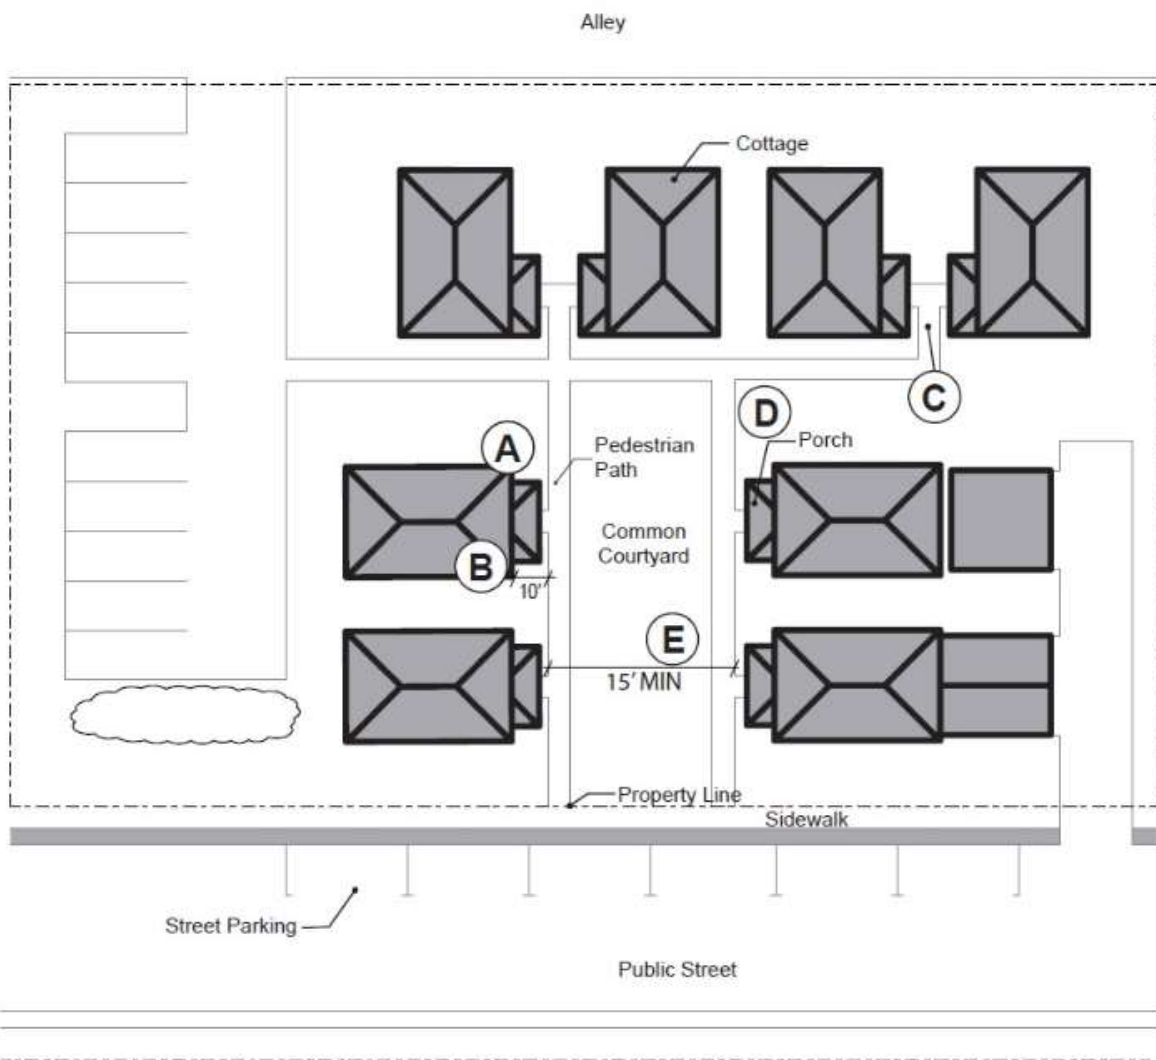 Alley
Cottage
C
D
A
Porch
Pedestrian
Path
Common
Courtyard
B
10'
E
15' MIN
Property Line
Sidewalk
Street Parking
Public Street